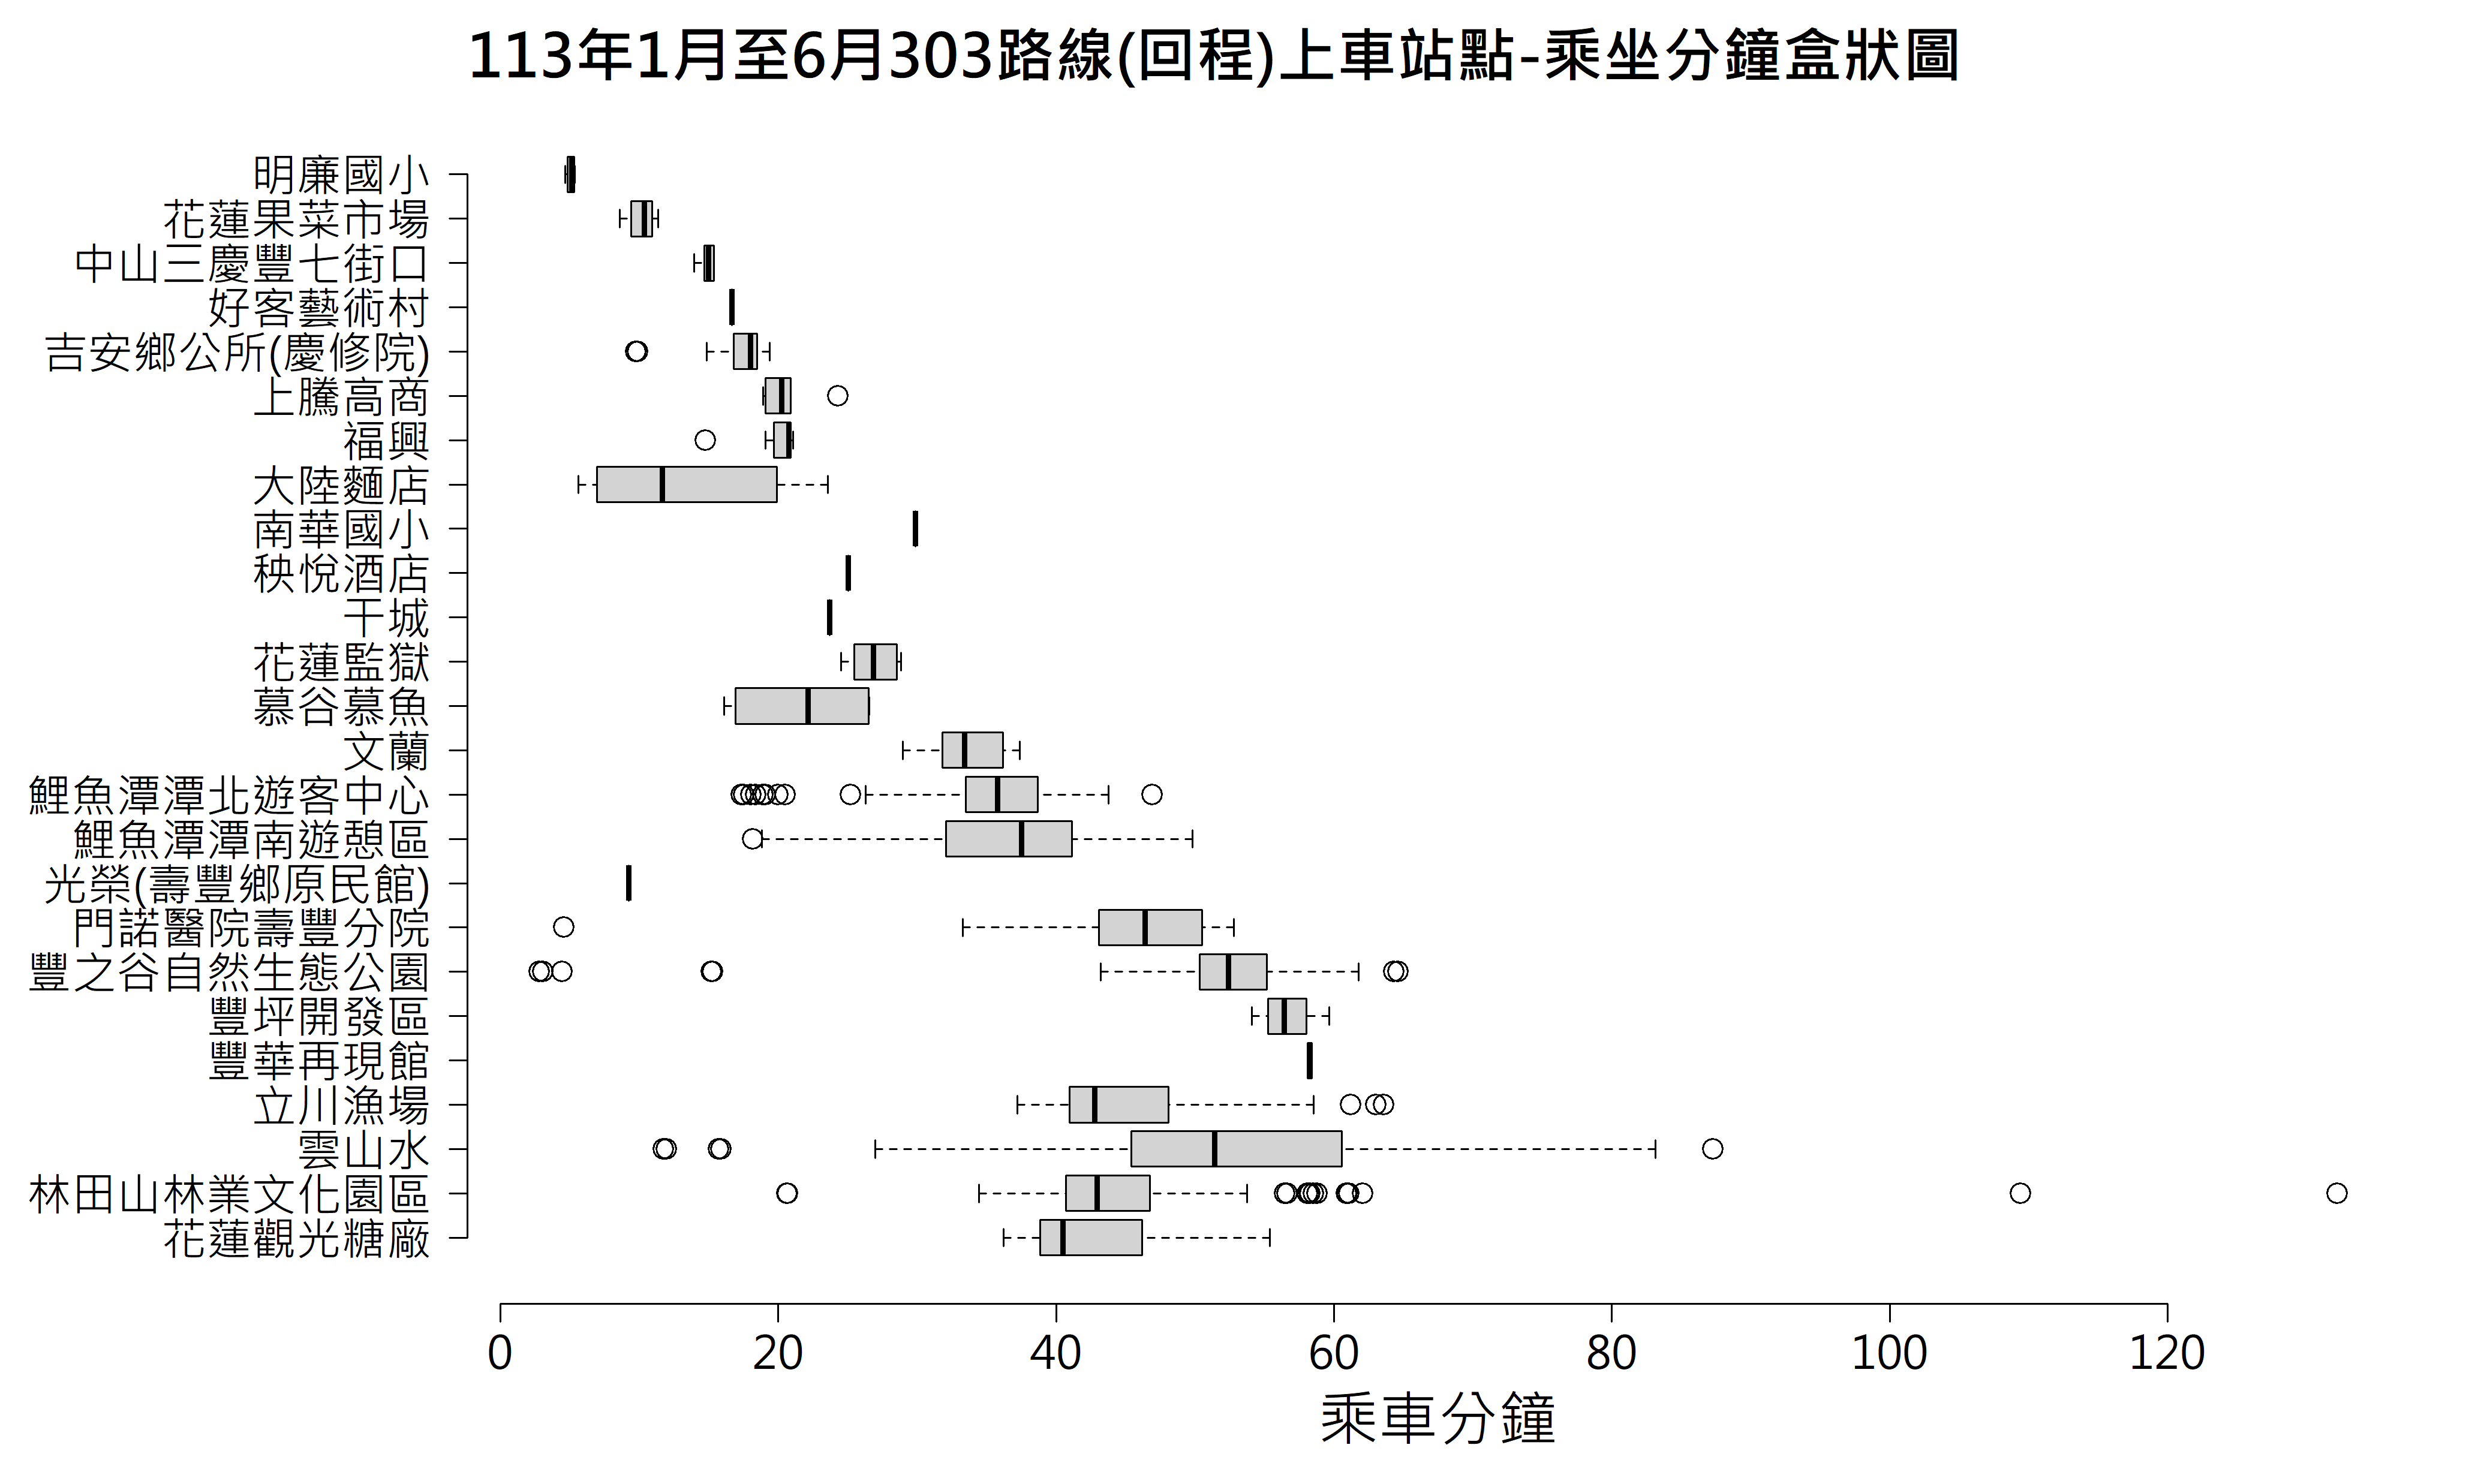 113年1月至6月303路線(回程)上車站點-乘坐分鐘盒狀圖
明廉國小
花蓮果菜市場
中山三慶豐七街口
好客藝術村
吉安鄉公所(慶修院)
上騰高商
福興
大陸麵店
南華國小
秧悅酒店
干城
花蓮監獄
慕谷慕魚
文蘭
鯉魚潭潭北遊客中心
鯉魚潭潭南遊憩區
光榮(壽豐鄉原民館)
門諾醫院壽豐分院
豐之谷自然生態公園
豐坪開發區
豐華再現館
立川漁場
雲山水
林田山林業文化園區
花蓮觀光糖廠
0 20 40 60 80 100 120
乘車分鐘